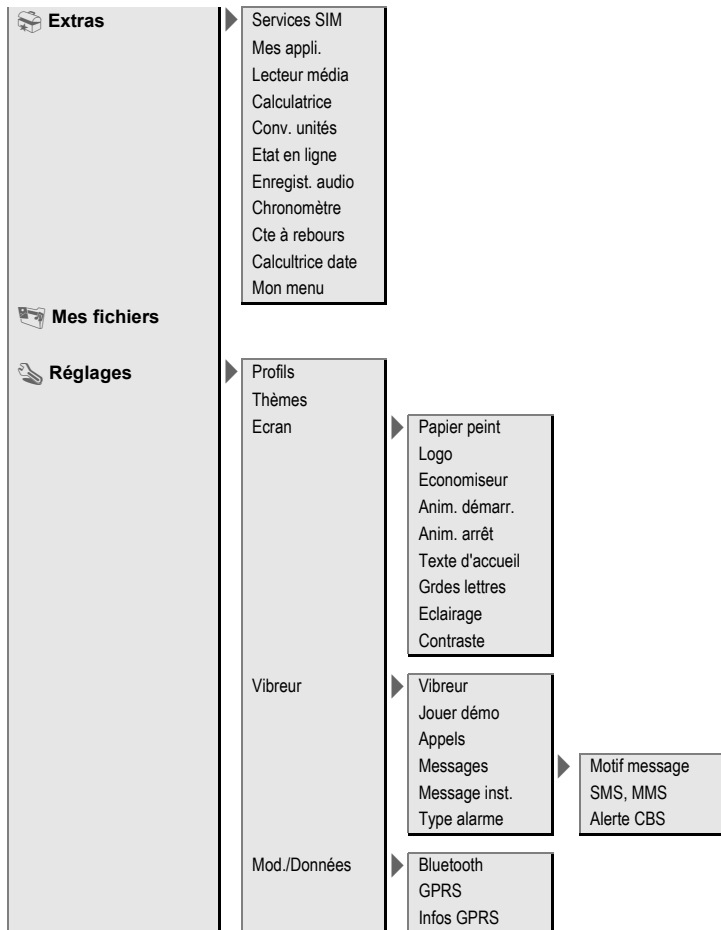 Extras
Services SIM
Mes appli.
Lecteur média
Calculatrice
Conv. unités
Etat en ligne
Enregist. audio
Chronomètre
Cte à rebours
Calcultrice date
Mon menu
Mes fichiers
Réglages
Profils
Thèmes
Ecran
Papier peint
Logo
Economiseur
Anim. démarr.
Anim. arrêt
Texte d'accueil
Grdes lettres
Eclairage
Contraste
Vibreur
Vibreur
Jouer démo
Appels
Messages
Motif message
SMS, MMS
Alerte CBS
Message inst.
Type alarme
Mod./Données
Bluetooth
GPRS
Infos GPRS